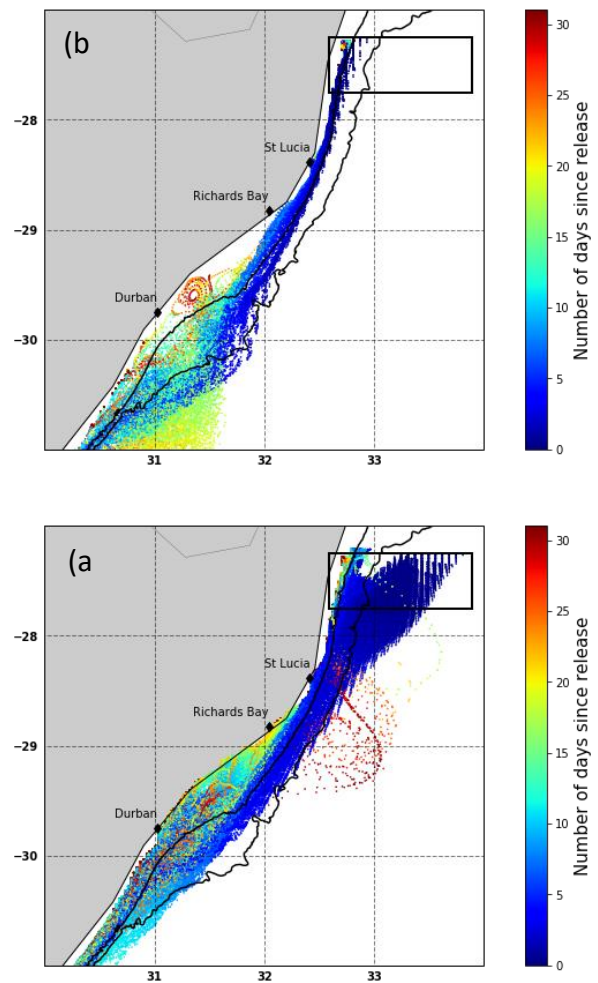 (b)
−28
−29
−30
31
32
33
St Lucia
Richards Bay
Durban
30
25
20
15
10
5
0
Number of days since release
(a)
−28
−29
−30
31
32
33
St Lucia
Richards Bay
Durban
30
25
20
15
10
5
0
Number of days since release